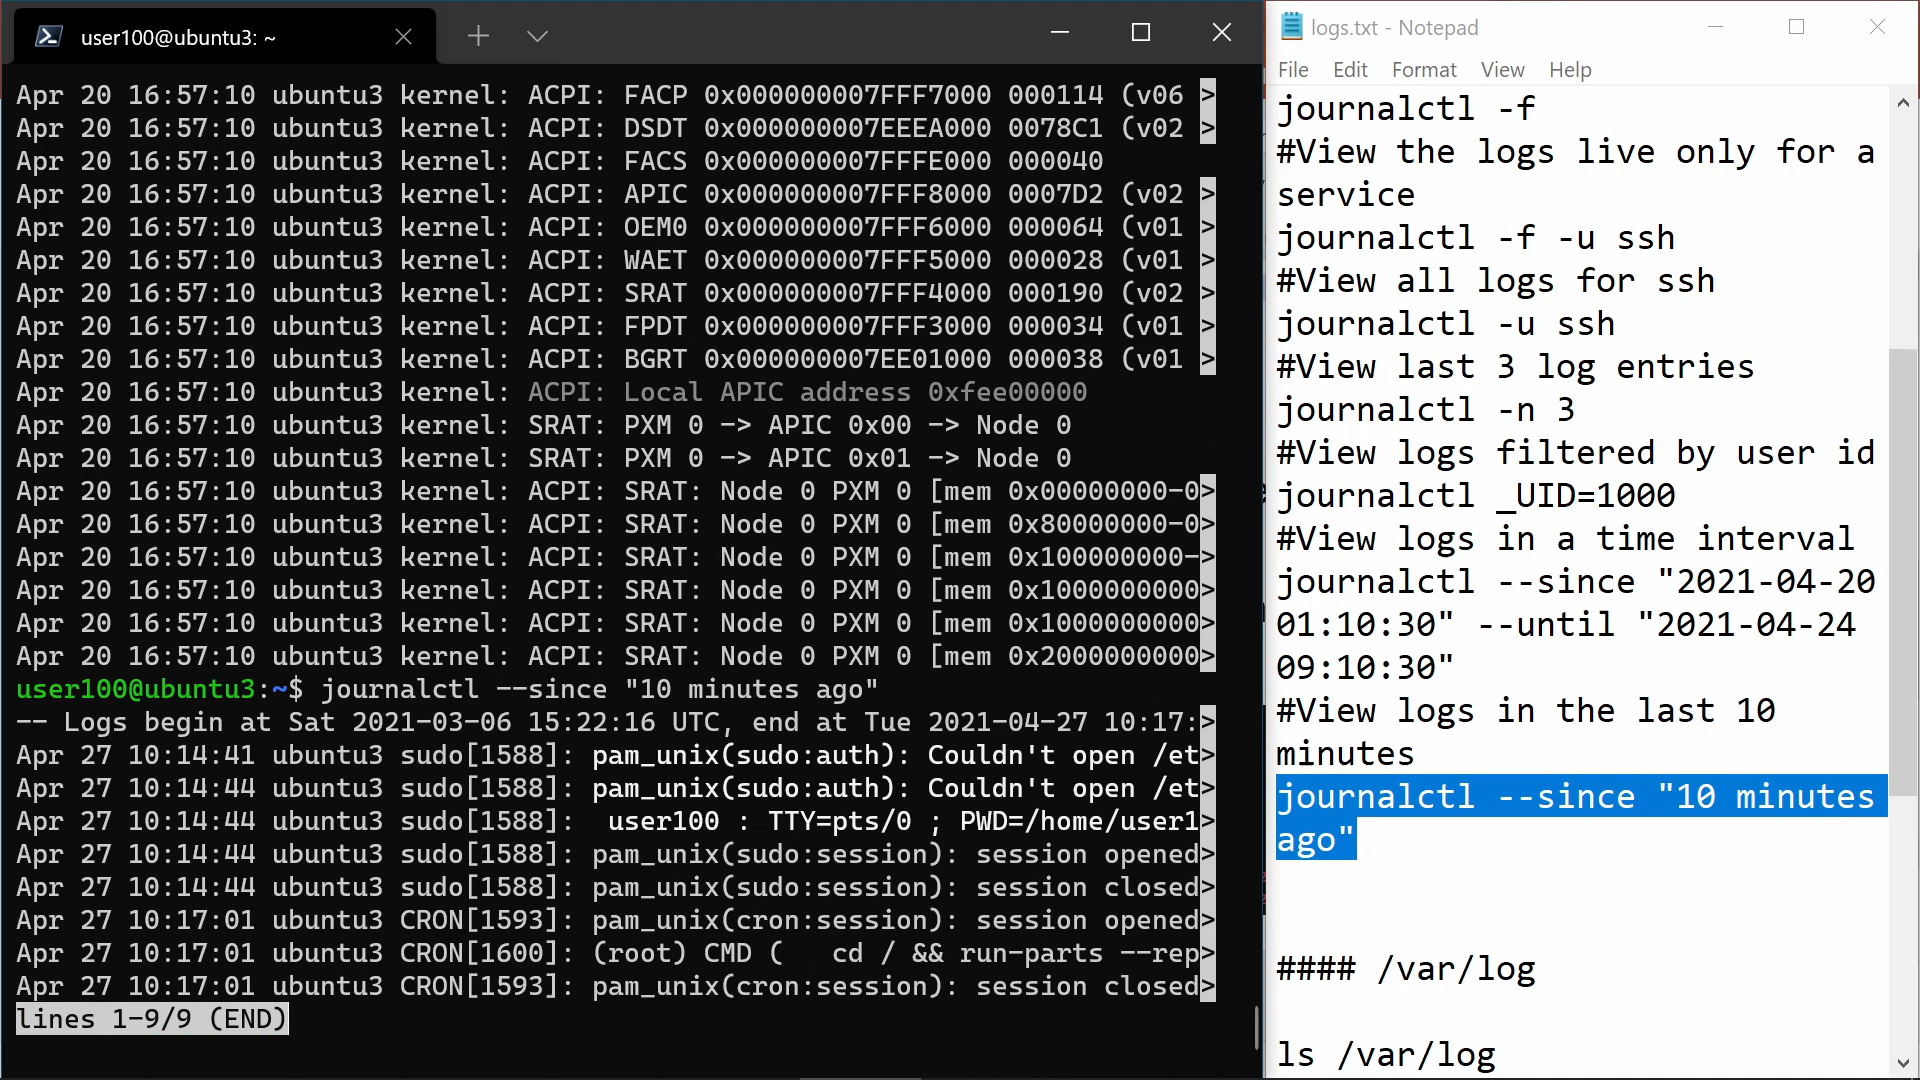 user100@ubuntu3: ~
Apr 20 16:57:10 ubuntu3 kernel: ACPI: FACP 0x000000007FFF7000 000114 (v06 >
Apr 20 16:57:10 ubuntu3 kernel: ACPI: DSDT 0x000000007EEEA000 0078C1 (v02 >
Apr 20 16:57:10 ubuntu3 kernel: ACPI: FACS 0x000000007FFFE000 000040
Apr 20 16:57:10 ubuntu3 kernel: ACPI: APIC 0x000000007FFF8000 0007D2 (v02 >
Apr 20 16:57:10 ubuntu3 kernel: ACPI: OEM0 0x000000007FFF6000 000064 (v01 >
Apr 20 16:57:10 ubuntu3 kernel: ACPI: WAET 0x000000007FFF5000 000028 (v01 >
Apr 20 16:57:10 ubuntu3 kernel: ACPI: SRAT 0x000000007FFF4000 000190 (v02 >
Apr 20 16:57:10 ubuntu3 kernel: ACPI: FPDT 0x000000007FFF3000 000034 (v01 >
Apr 20 16:57:10 ubuntu3 kernel: ACPI: BGRT 0x000000007EE01000 000038 (v01 >
Apr 20 16:57:10 ubuntu3 kernel: ACPI: Local APIC address 0xfee00000
Apr 20 16:57:10 ubuntu3 kernel: SRAT: PXM 0 -> APIC 0x00 -> Node 0
Apr 20 16:57:10 ubuntu3 kernel: SRAT: PXM 0 -> APIC 0x01 -> Node 0
Apr 20 16:57:10 ubuntu3 kernel: ACPI: SRAT: Node 0 PXM 0 [mem 0x00000000-0>
Apr 20 16:57:10 ubuntu3 kernel: ACPI: SRAT: Node 0 PXM 0 [mem 0x80000000-0>
Apr 20 16:57:10 ubuntu3 kernel: ACPI: SRAT: Node 0 PXM 0 [mem 0x100000000->
Apr 20 16:57:10 ubuntu3 kernel: ACPI: SRAT: Node 0 PXM 0 [mem 0x1000000000>
Apr 20 16:57:10 ubuntu3 kernel: ACPI: SRAT: Node 0 PXM 0 [mem 0x1000000000>
Apr 20 16:57:10 ubuntu3 kernel: ACPI: SRAT: Node 0 PXM 0 [mem 0x2000000000>
user100@ubuntu3:~$ journalctl --since "10 minutes ago"
-- Logs begin at Sat 2021-03-06 15:22:16 UTC, end at Tue 2021-04-27 10:17:>
Apr 27 10:14:41 ubuntu3 sudo[1588]: pam_unix(sudo:auth): Couldn't open /et>
Apr 27 10:14:44 ubuntu3 sudo[1588]: pam_unix(sudo:auth): Couldn't open /et>
Apr 27 10:14:44 ubuntu3 sudo[1588]:  user100 : TTY=pts/0 ; PWD=/home/user1>
Apr 27 10:14:44 ubuntu3 sudo[1588]: pam_unix(sudo:session): session opened>
Apr 27 10:14:44 ubuntu3 sudo[1588]: pam_unix(sudo:session): session closed>
Apr 27 10:17:01 ubuntu3 CRON[1593]: pam_unix(cron:session): session opened>
Apr 27 10:17:01 ubuntu3 CRON[1600]: (root) CMD (   cd / && run-parts --rep>
Apr 27 10:17:01 ubuntu3 CRON[1593]: pam_unix(cron:session): session closed>
lines 1-9/9 (END)
logs.txt - Notepad
File Edit Format View Help
journalctl -f
#View the logs live only for a
service
journalctl -f -u ssh
#View all logs for ssh
journalctl -u ssh
#View last 3 log entries
journalctl -n 3
#View logs filtered by user id
journalctl _UID=1000
#View logs in a time interval
journalctl --since "2021-04-20
01:10:30" --until "2021-04-24
09:10:30"
#View logs in the last 10
minutes
journalctl --since "10 minutes
ago"
#### /var/log
ls /var/log